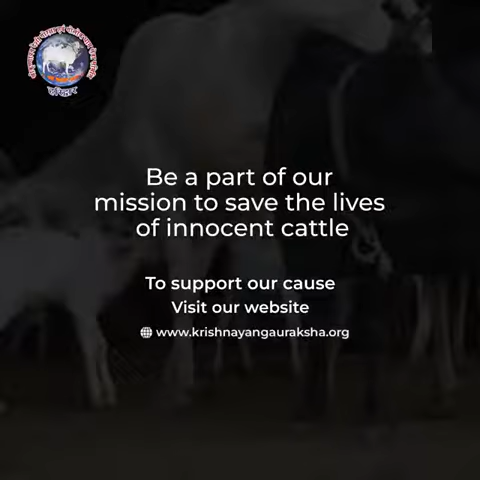 हरिद्वार
Be a part of our
mission to save the lives
of innocent cattle
To support our cause
Visit our website
www.krishnayangauraksha.org